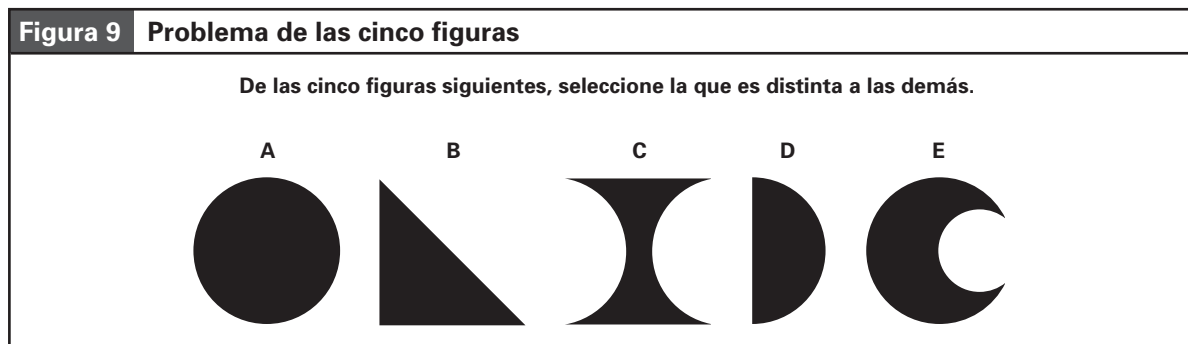 Figura 9 Problema de las cinco figuras
De las cinco figuras siguientes, seleccione la que es distinta a las demás.
A B C D E